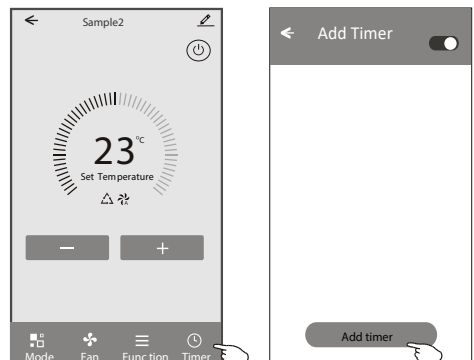 Sample2
23°C
Set Temperature
A
− +
Mode Fan Function Timer
Add Timer
Add timer